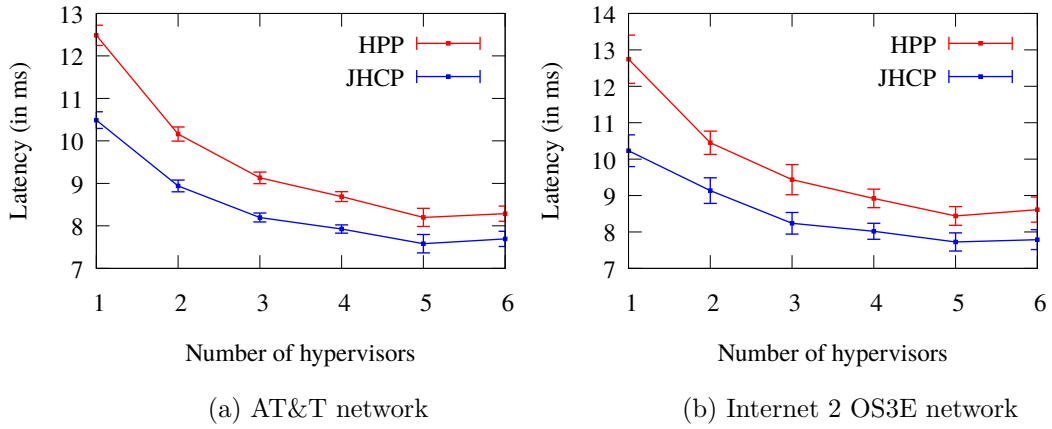 13
12
11
10
9
8
7
Latency (in ms)
HPP
JHCP
1 2 3 4 5 6
Number of hypervisors
(a) AT&T network
14
13
12
11
10
9
8
7
Latency (in ms)
HPP
JHCP
1 2 3 4 5 6
Number of hypervisors
(b) Internet 2 OS3E network